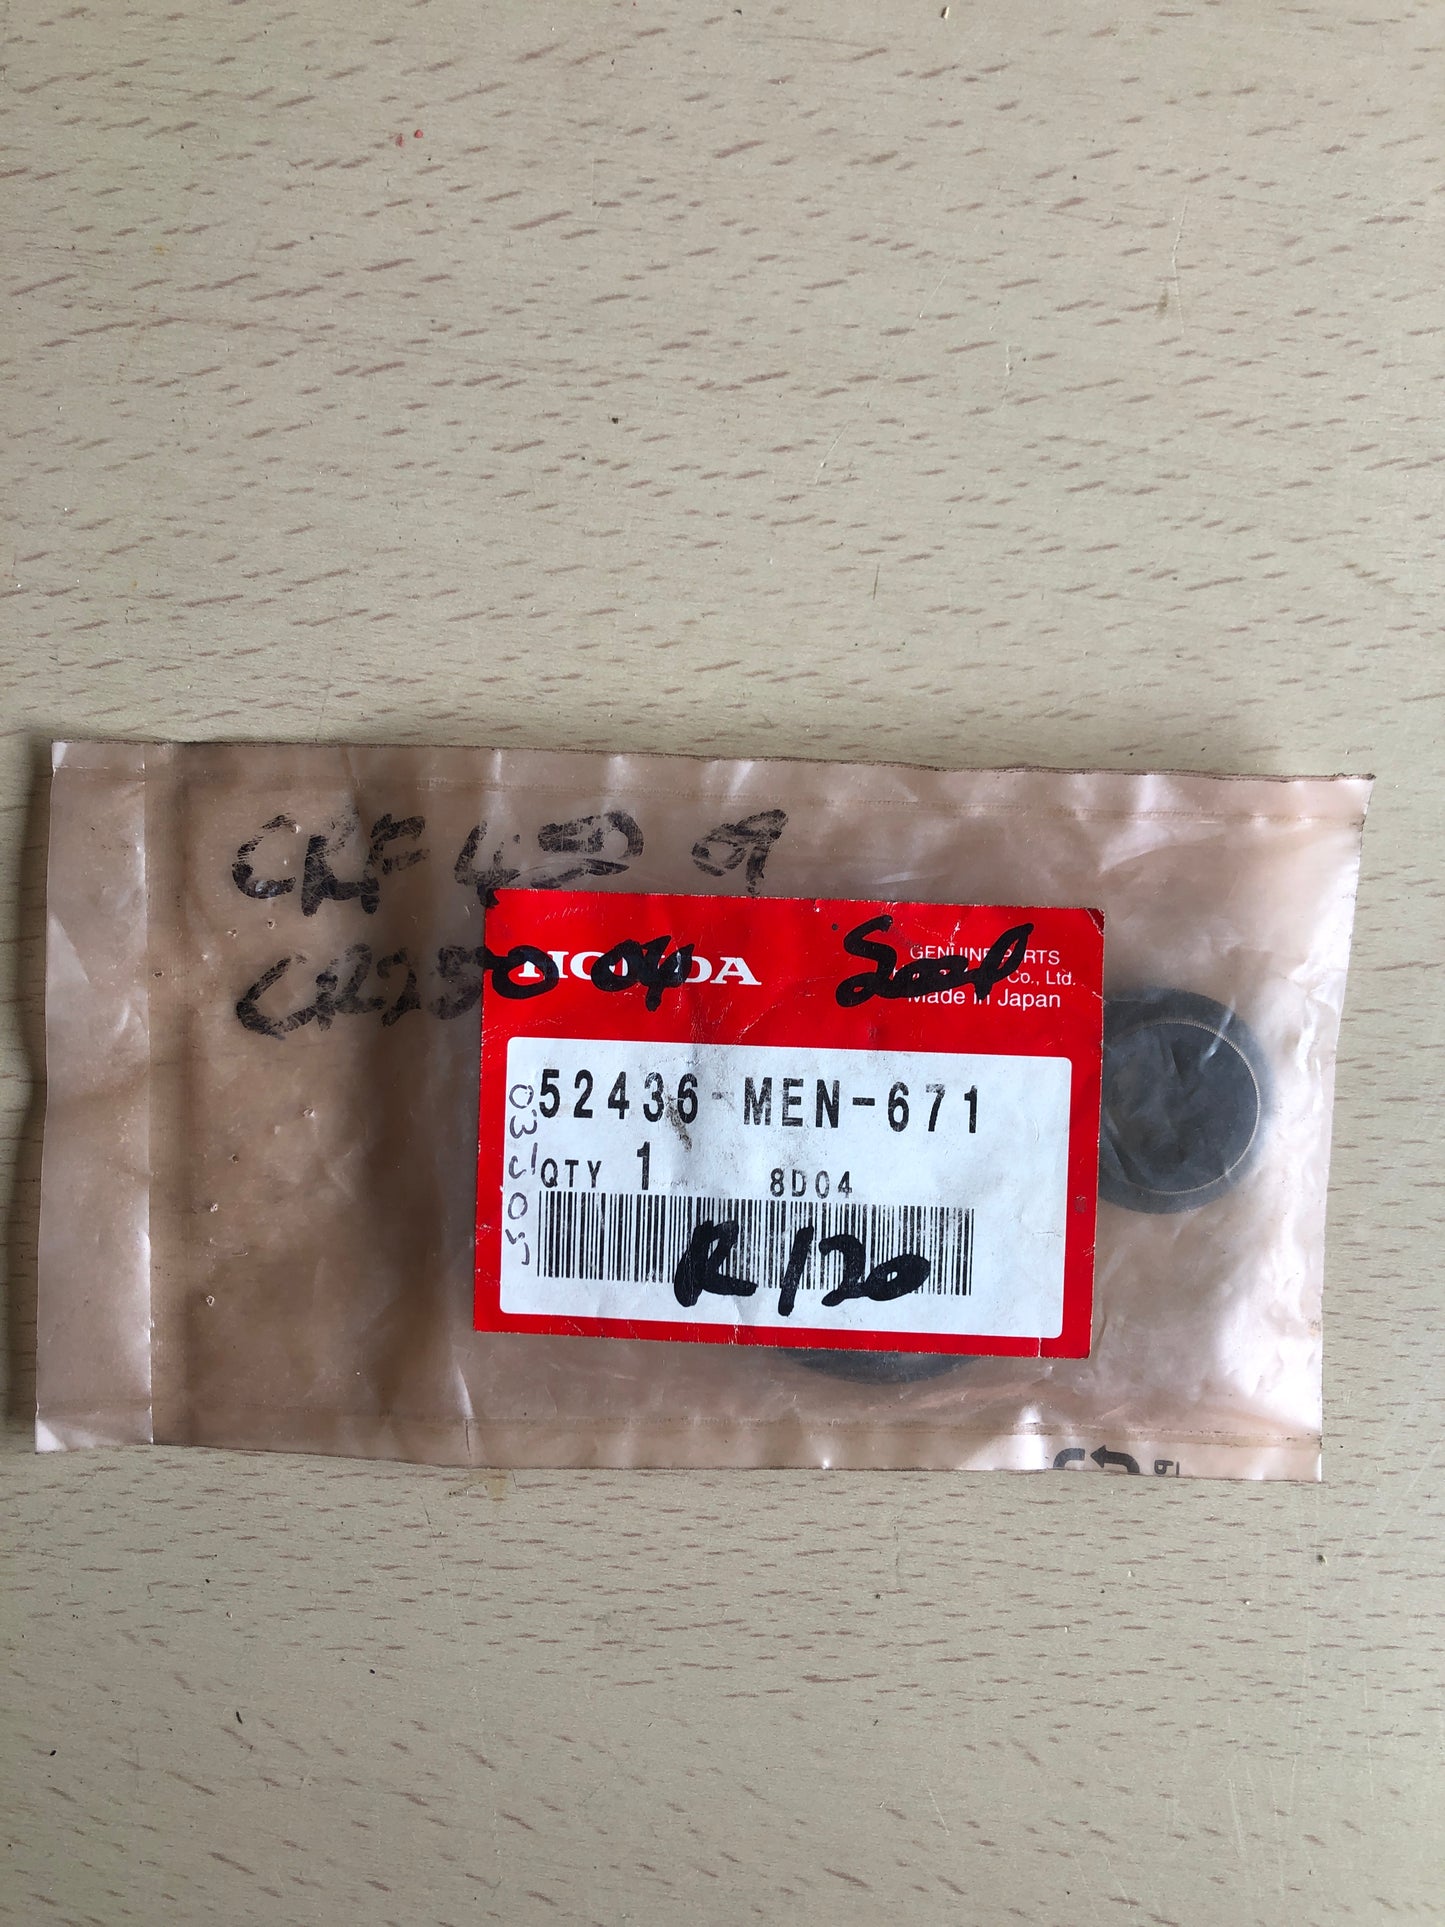 CRF 450 09
CR250 04
Seal
HONDA
GENUINE PARTS
Co., Ltd.
Made in Japan
52436-MEN-671
QTY 1 8D04
R120